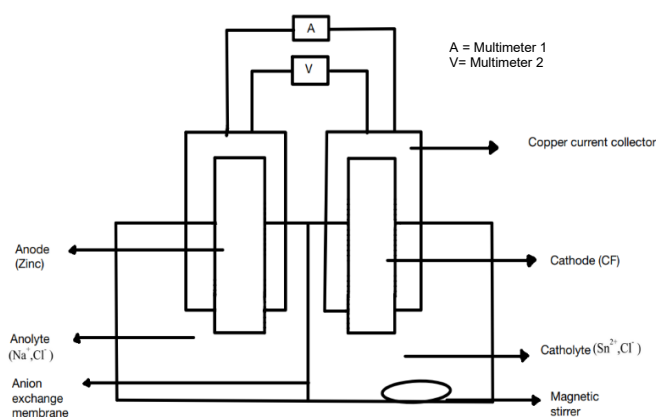 A
A = Multimeter 1
V= Multimeter 2
V
Copper current collector
Anode
(Zinc)
Cathode (CF)
Anolyte
(Na⁺,Cl⁻)
Catholyte (Sn²⁺,Cl⁻)
Anion
exchange
membrane
Magnetic
stirrer